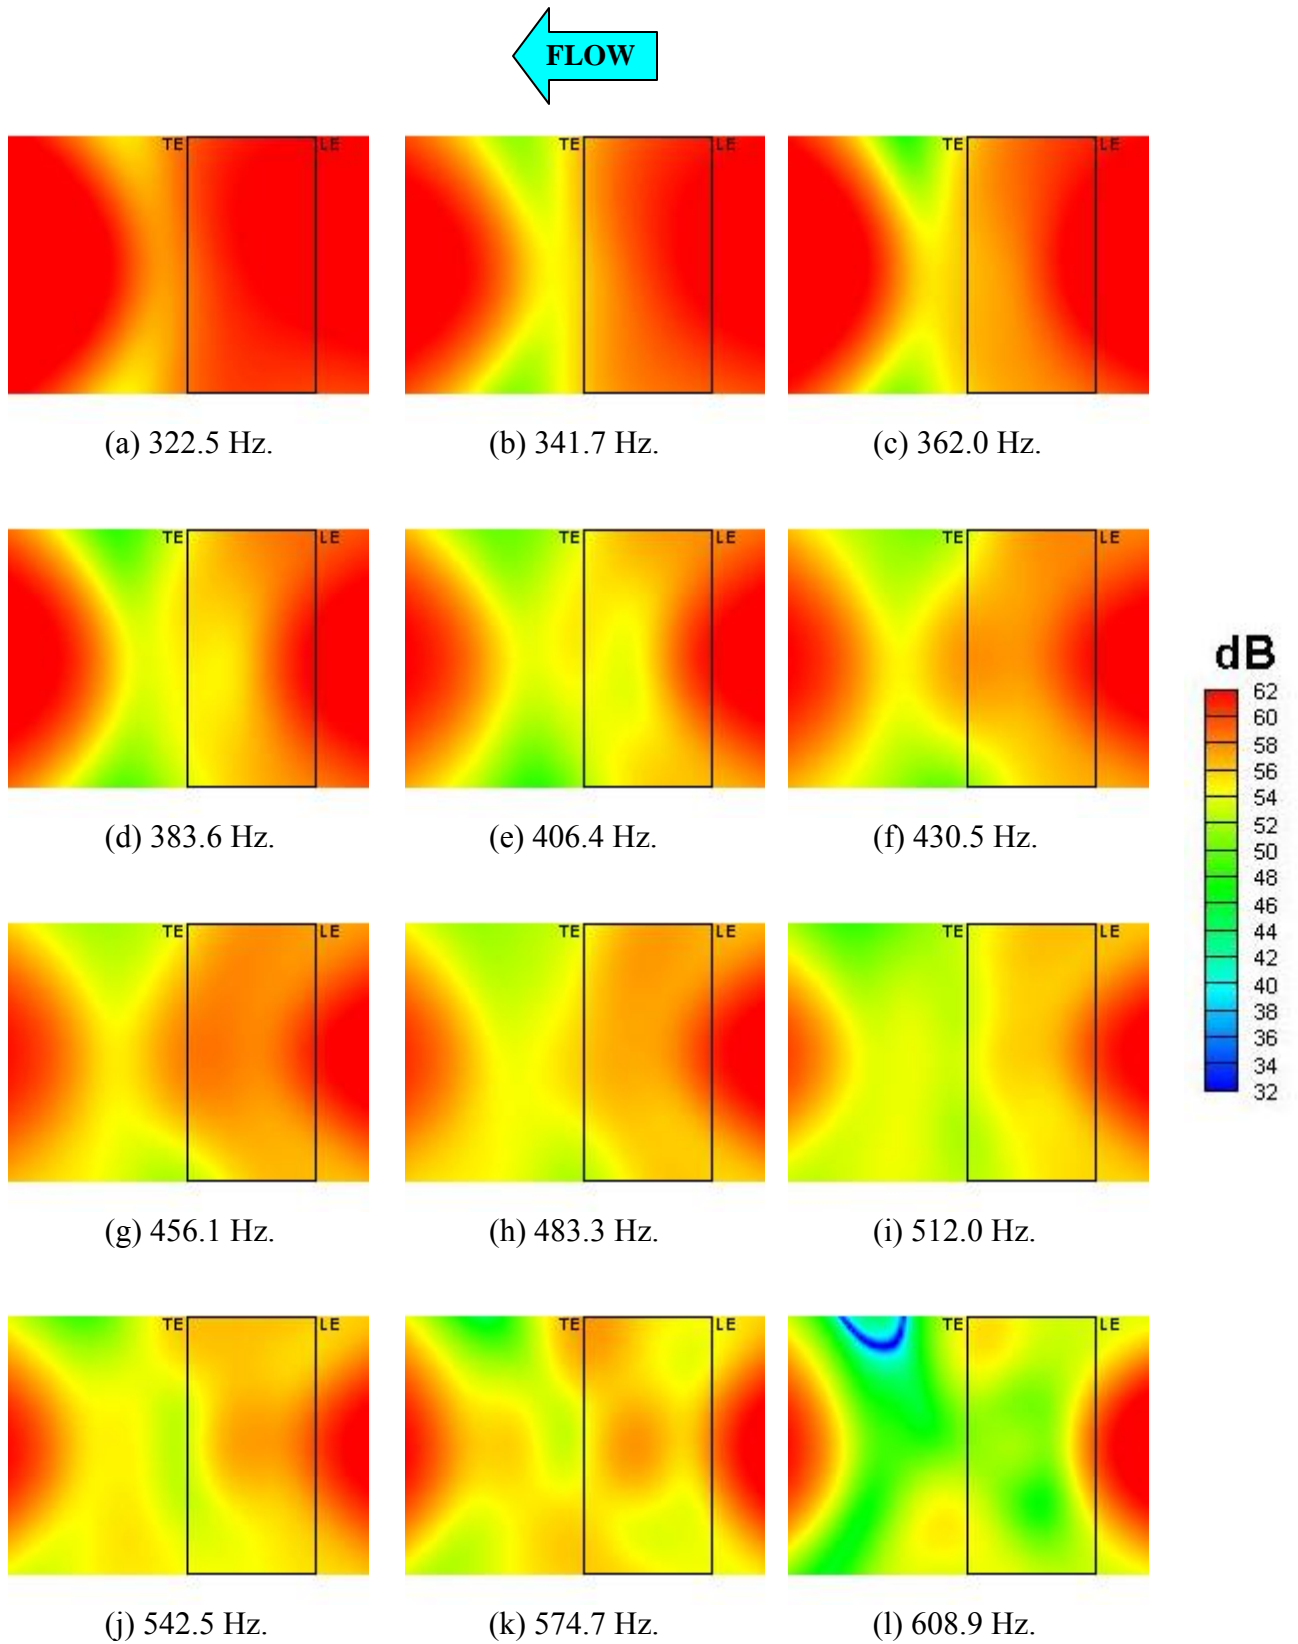 FLOW
TE LE TE LE TE LE
(a) 322.5 Hz. (b) 341.7 Hz. (c) 362.0 Hz.
TE LE TE LE TE LE
(d) 383.6 Hz. (e) 406.4 Hz. (f) 430.5 Hz.
TE LE TE LE TE LE
(g) 456.1 Hz. (h) 483.3 Hz. (i) 512.0 Hz.
TE LE TE LE TE LE
(j) 542.5 Hz. (k) 574.7 Hz. (l) 608.9 Hz.
dB
62
60
58
56
54
52
50
48
46
44
42
40
38
36
34
32